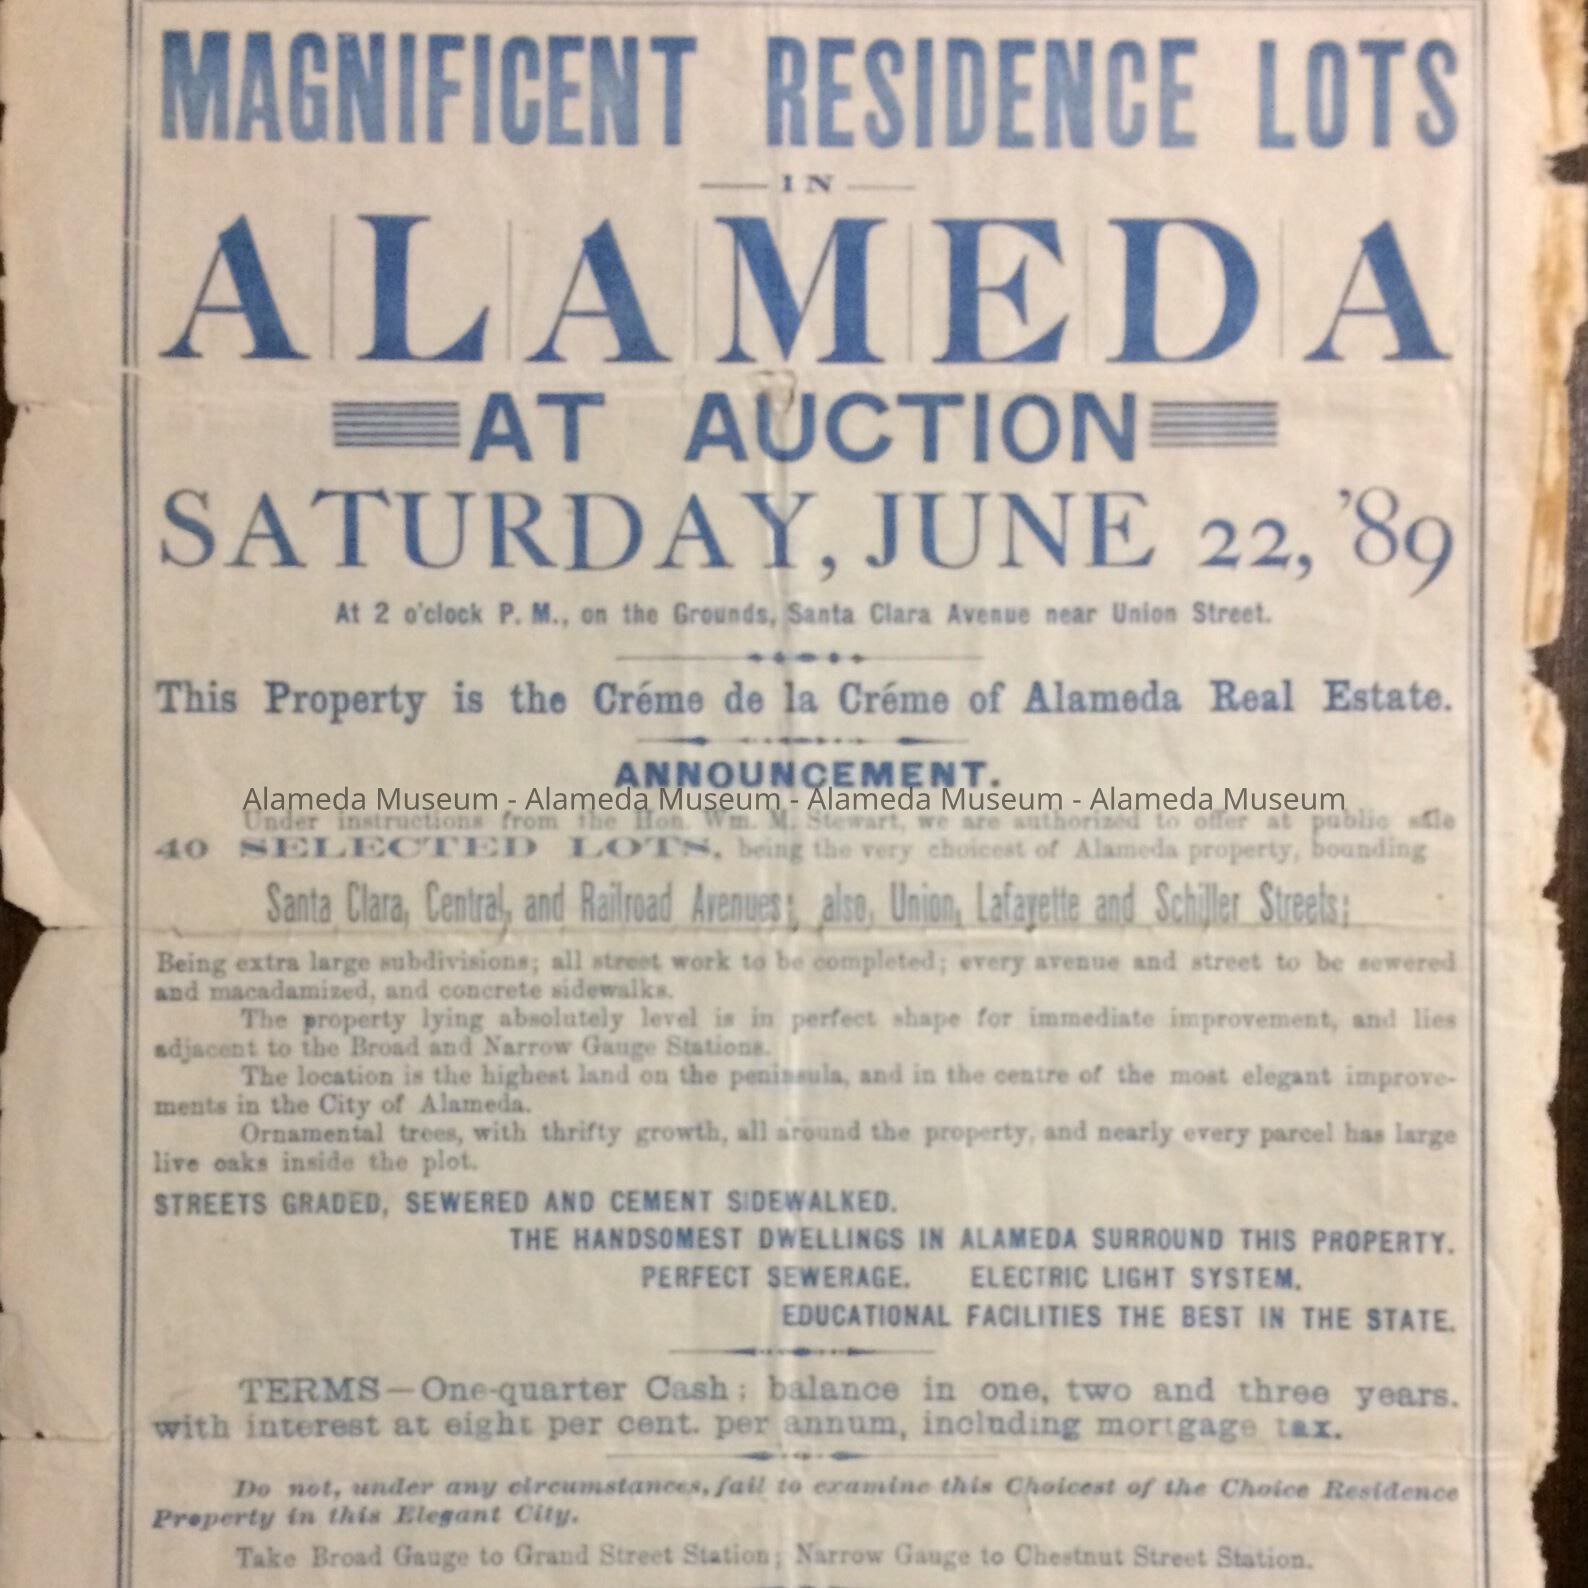 MAGNIFICENT RESIDENCE LOTS
IN
ALAMEDA
AT AUCTION
SATURDAY, JUNE 22, '89
At 2 o'clock P. M., on the Grounds, Santa Clara Avenue near Union Street.
This Property is the Créme de la Créme of Alameda Real Estate.
ANNOUNCEMENT.
Alameda Museum - Alameda Museum - Alameda Museum - Alameda Museum
Under instructions from the Hon. Wm. M. Stewart, we are authorized to offer at public sale
40 SELECTED LOTS, being the very choicest of Alameda property, bounding
Santa Clara, Central, and Railroad Avenues; also, Union, Lafayette and Schiller Streets;
Being extra large subdivisions; all street work to be completed; every avenue and street to be sewered
and macadamized, and concrete sidewalks.
The property lying absolutely level is in perfect shape for immediate improvement, and lies
adjacent to the Broad and Narrow Gauge Stations.
The location is the highest land on the peninsula, and in the centre of the most elegant improve-
ments in the City of Alameda.
Ornamental trees, with thrifty growth, all around the property, and nearly every parcel has large
live oaks inside the plot.
STREETS GRADED, SEWERED AND CEMENT SIDEWALKED.
THE HANDSOMEST DWELLINGS IN ALAMEDA SURROUND THIS PROPERTY.
PERFECT SEWERAGE. ELECTRIC LIGHT SYSTEM.
EDUCATIONAL FACILITIES THE BEST IN THE STATE.
TERMS—One-quarter Cash; balance in one, two and three years.
with interest at eight per cent. per annum, including mortgage tax.
Do not, under any circumstances, fail to examine this Choicest of the Choice Residence
Property in this Elegant City.
Take Broad Gauge to Grand Street Station; Narrow Gauge to Chestnut Street Station.